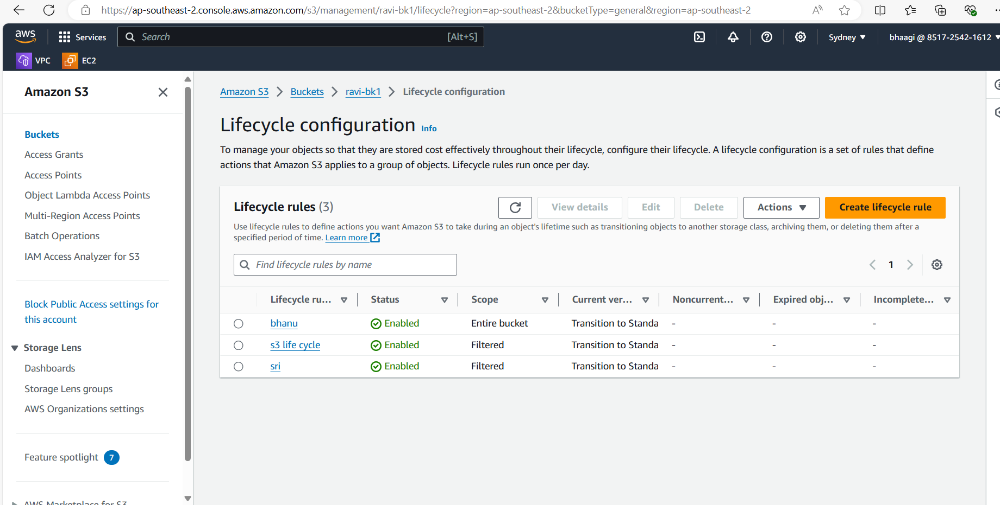 https://ap-southeast-2.console.aws.amazon.com/s3/management/ravi-bk1/lifecycle?region=ap-southeast-2&bucketType=general&region=ap-southeast-2
aws
Services
Search
[Alt+S]
Sydney
bhaagi @ 8517-2542-1612
VPC
EC2
Amazon S3
Buckets
Access Grants
Access Points
Object Lambda Access Points
Multi-Region Access Points
Batch Operations
IAM Access Analyzer for S3
Block Public Access settings for
this account
Storage Lens
Dashboards
Storage Lens groups
AWS Organizations settings
Feature spotlight 7
AWS Marketplace for S3
Amazon S3 > Buckets > ravi-bk1 > Lifecycle configuration
Lifecycle configuration Info
To manage your objects so that they are stored cost effectively throughout their lifecycle, configure their lifecycle. A lifecycle configuration is a set of rules that define
actions that Amazon S3 applies to a group of objects. Lifecycle rules run once per day.
Lifecycle rules (3)
View details
Edit
Delete
Actions
Create lifecycle rule
Use lifecycle rules to define actions you want Amazon S3 to take during an object's lifetime such as transitioning objects to another storage class, archiving them, or deleting them after a
specified period of time. Learn more
Find lifecycle rules by name
1
Lifecycle ru... Status Scope Current ver... Noncurrent... Expired obj... Incomplete...
bhanu Enabled Entire bucket Transition to Standa - - -
s3 life cycle Enabled Filtered Transition to Standa - - -
sri Enabled Filtered Transition to Standa - - -